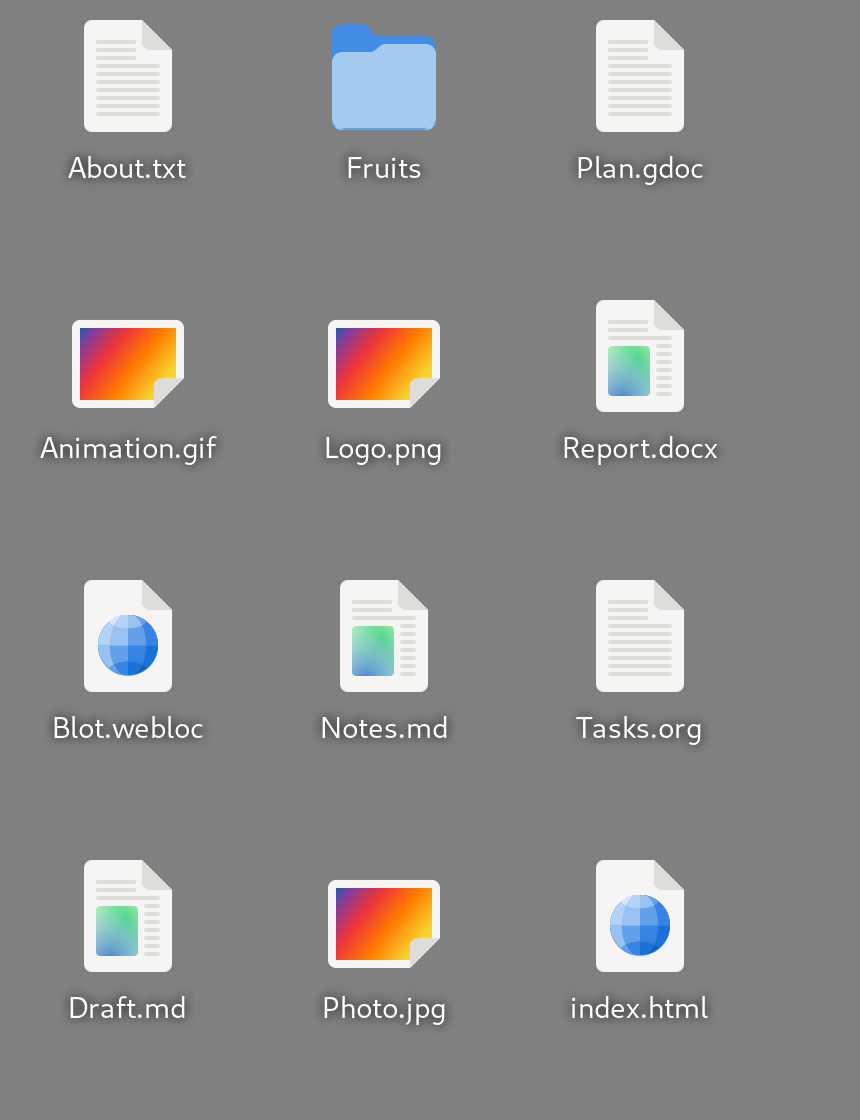 About.txt
Fruits
Plan.gdoc
Animation.gif
Logo.png
Report.docx
Blot.webloc
Notes.md
Tasks.org
Draft.md
Photo.jpg
index.html